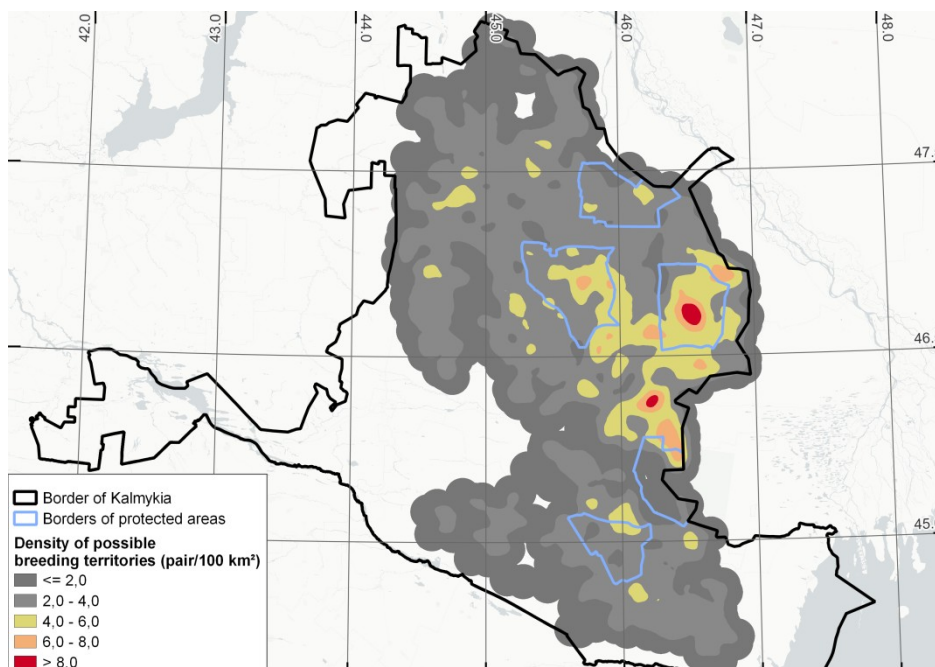 42.0
43.0
44.0
45.0
46.0
47.0
48.0
47.
46.
45.
Border of Kalmykia
Borders of protected areas
Density of possible
breeding territories (pair/100 km²)
<= 2,0
2,0 - 4,0
4,0 - 6,0
6,0 - 8,0
> 8,0